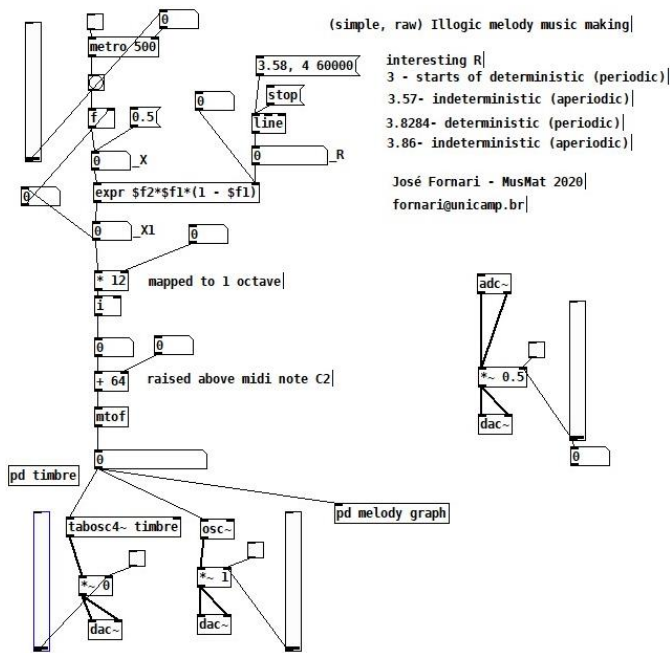 (simple, raw) Illogic melody music making
0
metro 500
3.58, 4 60000
interesting R
3 - starts of deterministic (periodic)
stop
3.57- indeterministic (aperiodic)
0
f
0.5
line
3.8284- deterministic (periodic)
0
_X
0
_R
3.86- indeterministic (aperiodic)
0
expr $f2*$f1*(1 - $f1)
José Fornari - MusMat 2020
fornari@unicamp.br
0
_X1
0
* 12
mapped to 1 octave
adc~
i
0
0
+ 64
raised above midi note C2
*~ 0.5
mtof
dac~
0
0
pd timbre
pd melody graph
tabosc4~ timbre
osc~
*~ 0
*~ 1
dac~
dac~